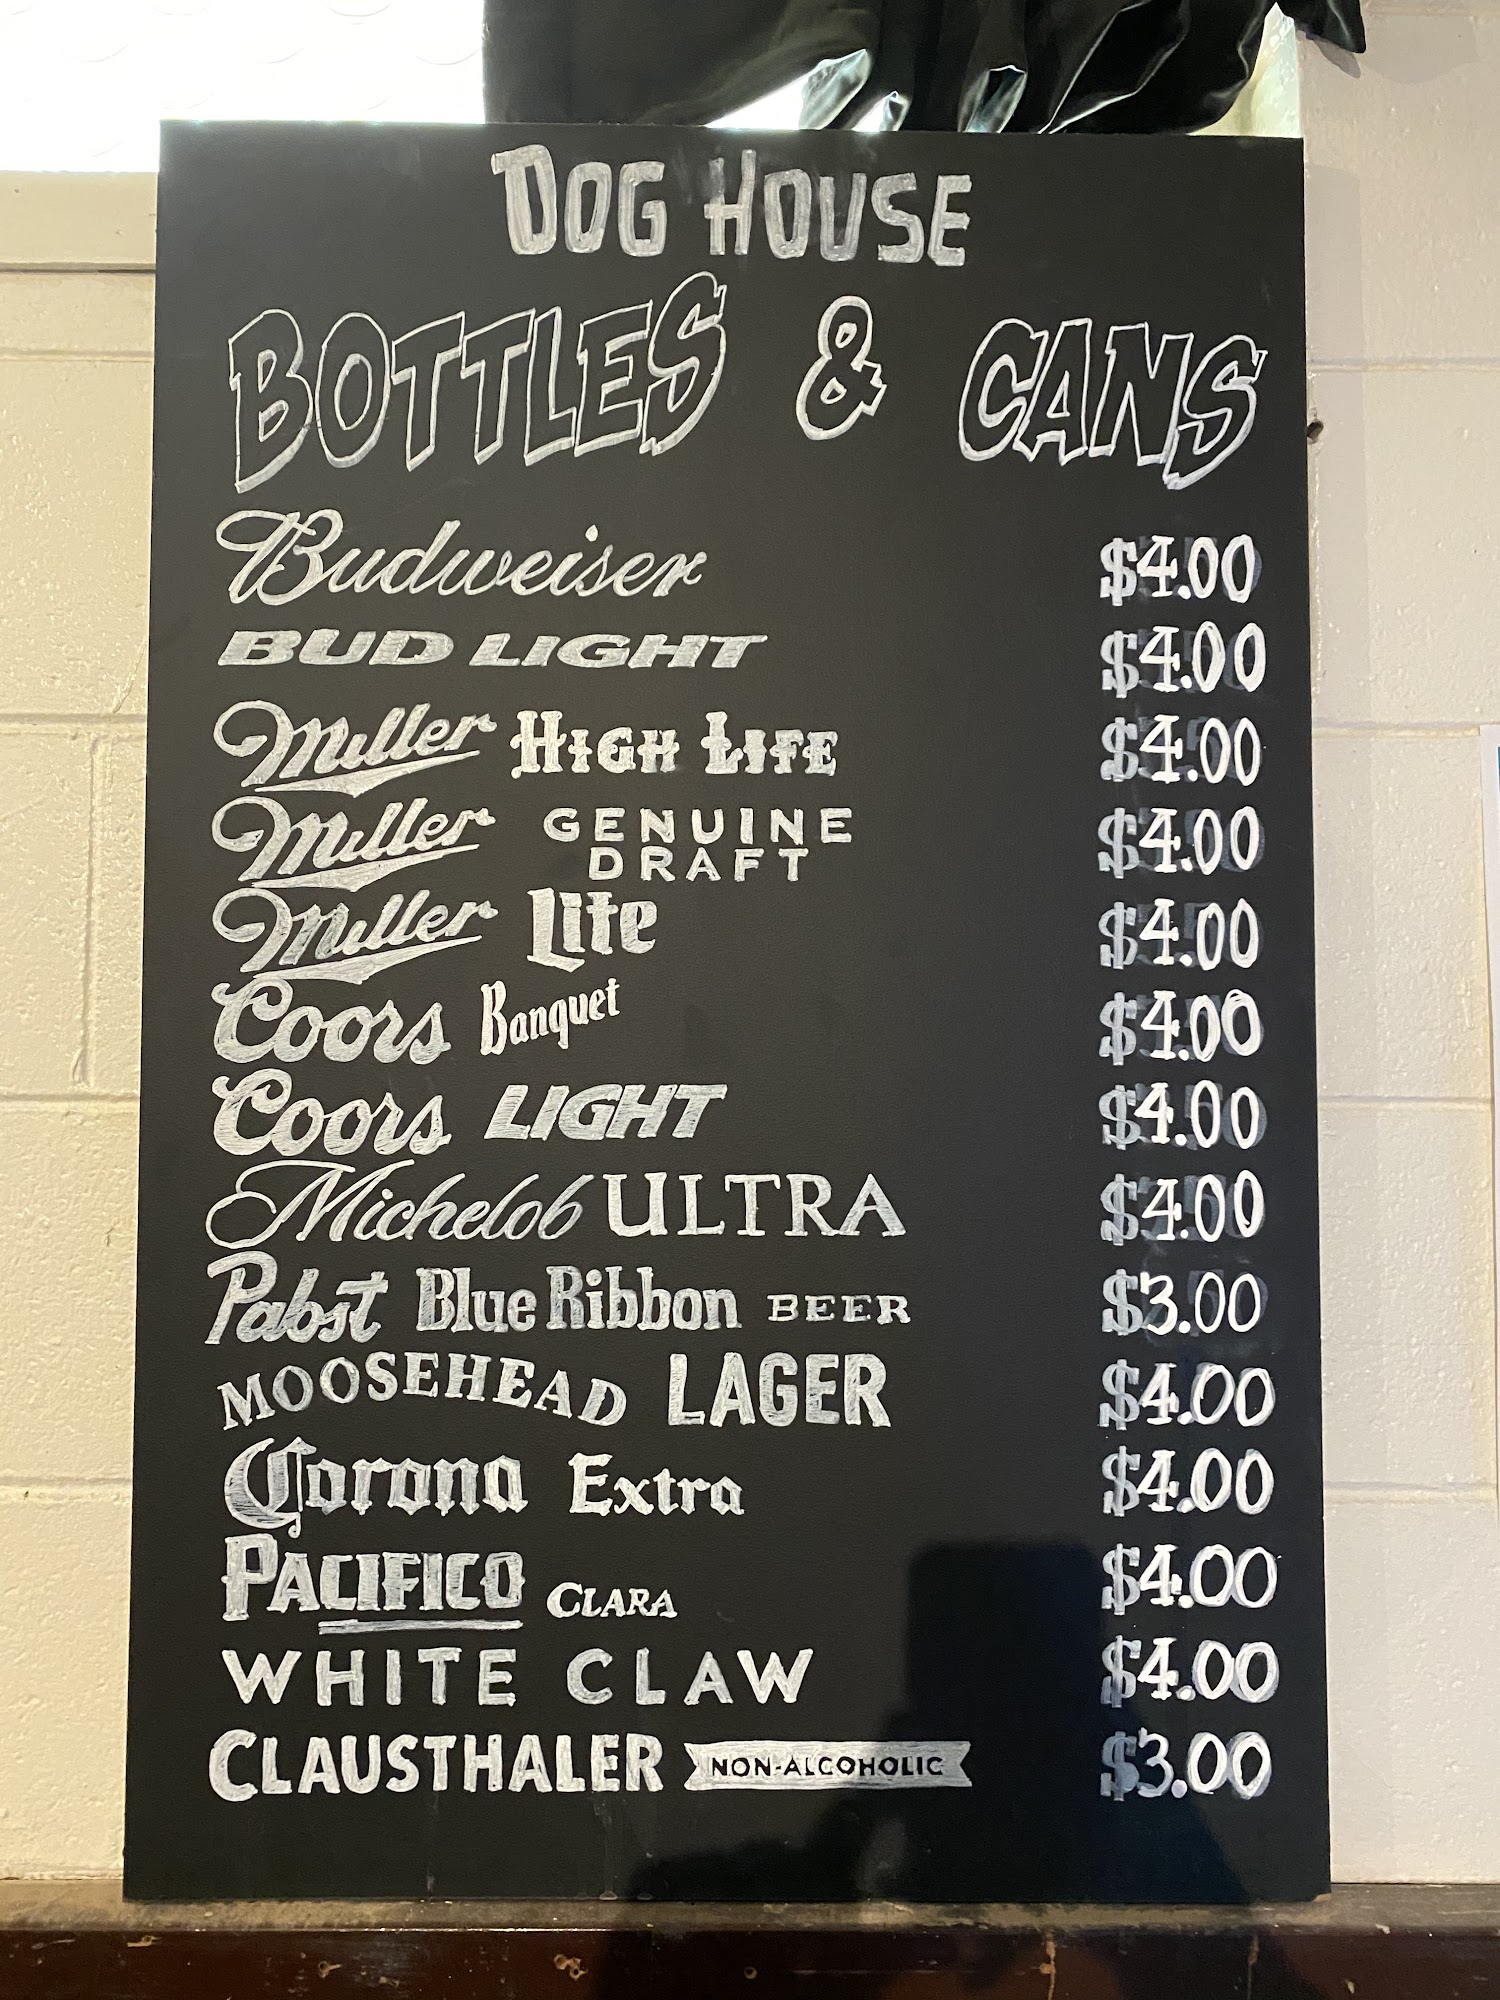 DOG HOUSE
BOTTLES & CANS
Budweiser $4.00
BUD LIGHT $4.00
Miller HIGH LIFE $4.00
Miller GENUINE DRAFT $4.00
Miller Lite $4.00
Coors Banquet $4.00
Coors LIGHT $4.00
Michelob ULTRA $4.00
Pabst Blue Ribbon BEER $3.00
MOOSEHEAD LAGER $4.00
Corona Extra $4.00
PACIFICO CLARA $4.00
WHITE CLAW $4.00
CLAUSTHALER NON-ALCOHOLIC $3.00